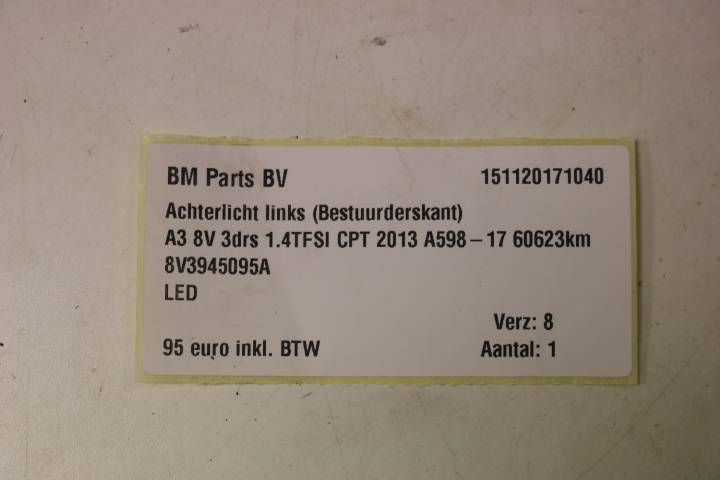 BM Parts BV 151120171040
Achterlicht links (Bestuurderskant)
A3 8V 3drs 1.4TFSI CPT 2013 A598-17 60623km
8V3945095A
LED
Verz: 8
95 euro inkl. BTW Aantal: 1